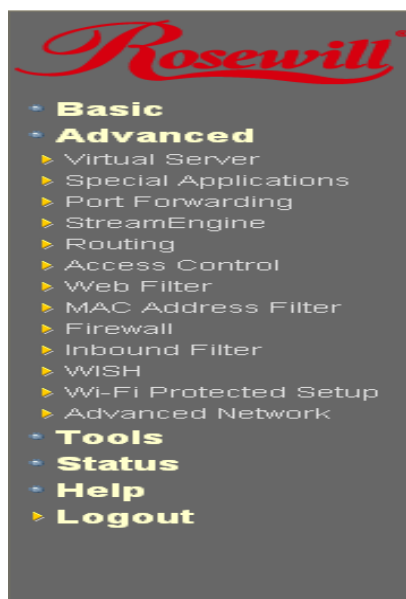 Rosewill
Basic
Advanced
Virtual Server
Special Applications
Port Forwarding
StreamEngine
Routing
Access Control
Web Filter
MAC Address Filter
Firewall
Inbound Filter
WISH
Wi-Fi Protected Setup
Advanced Network
Tools
Status
Help
Logout